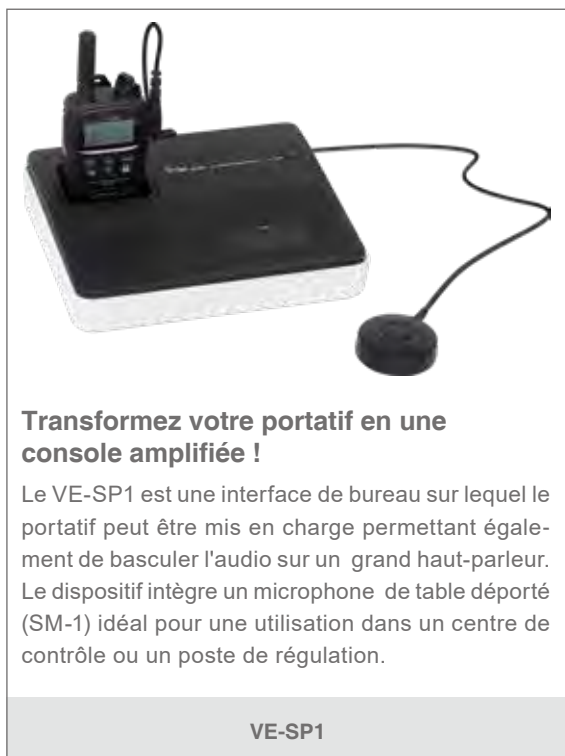 Transformez votre portatif en une
console amplifiée !
Le VE-SP1 est une interface de bureau sur lequel le
portatif peut être mis en charge permettant égale-
ment de basculer l'audio sur un grand haut-parleur.
Le dispositif intègre un microphone de table déporté
(SM-1) idéal pour une utilisation dans un centre de
contrôle ou un poste de régulation.
VE-SP1